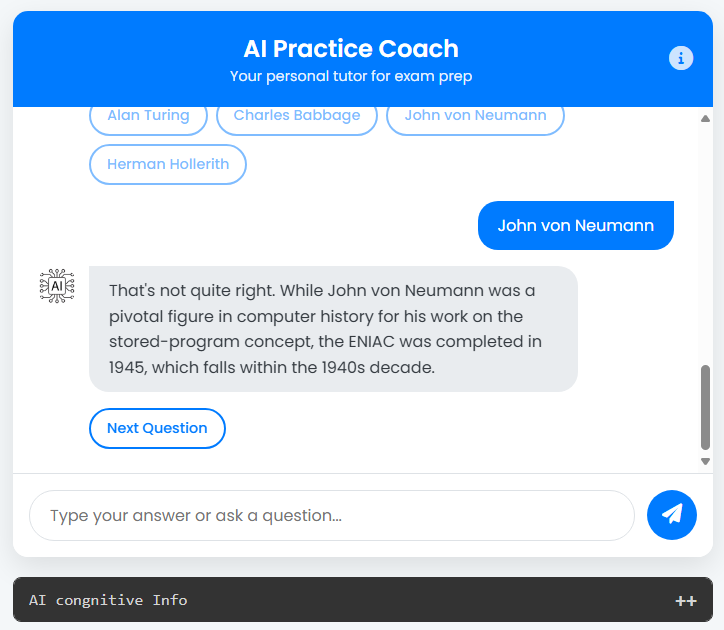 AI Practice Coach
Your personal tutor for exam prep
i
Alan Turing Charles Babbage John von Neumann
Herman Hollerith
John von Neumann
AI
That's not quite right. While John von Neumann was a
pivotal figure in computer history for his work on the
stored-program concept, the ENIAC was completed in
1945, which falls within the 1940s decade.
Next Question
Type your answer or ask a question...
AI congnitive Info ++